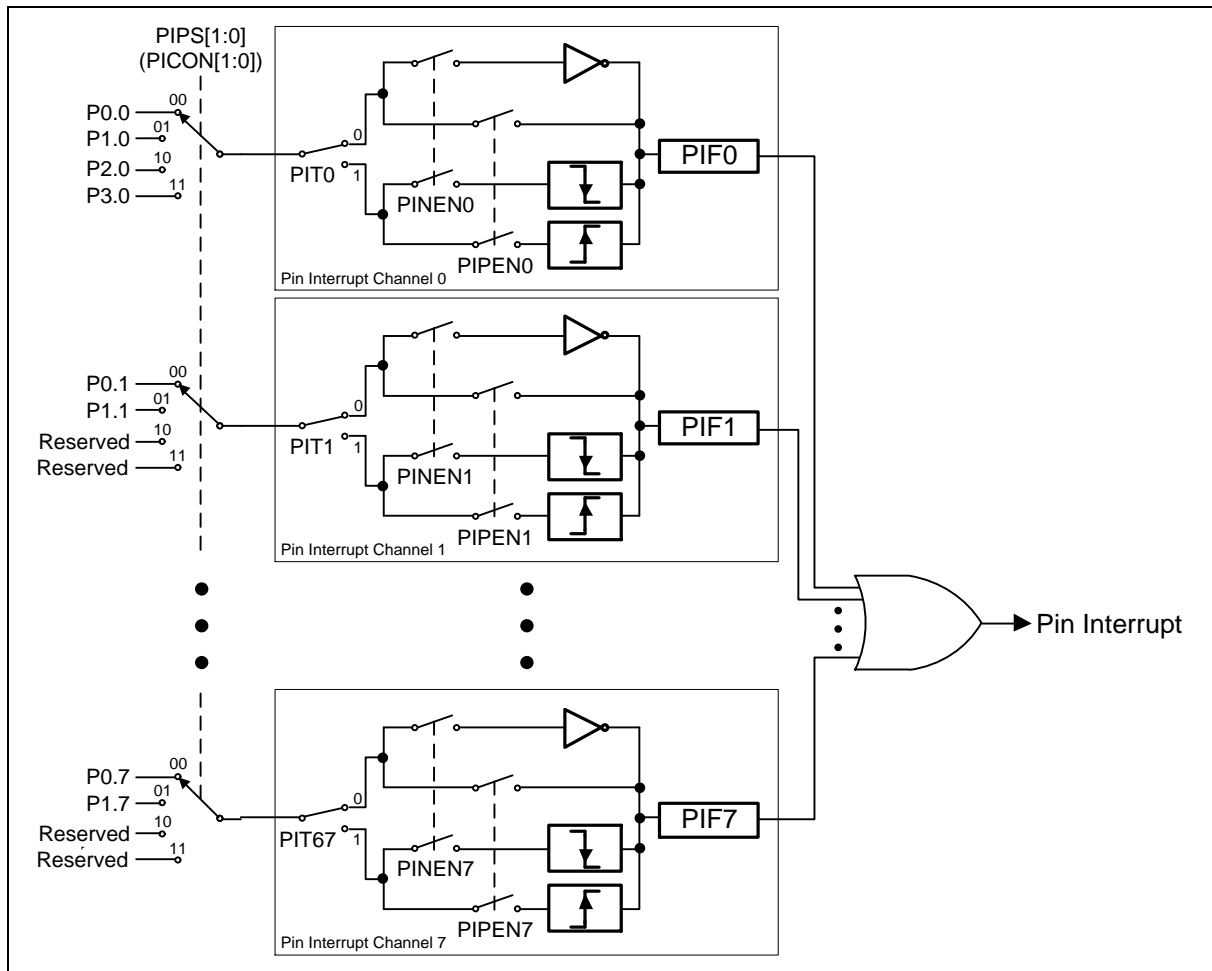 PIPS[1:0]
(PICON[1:0])
P0.0
00
P1.0
01
P2.0
10
P3.0
11
PIT0
0
1
PINEN0
PIPEN0
PIF0
Pin Interrupt Channel 0
P0.1
00
P1.1
01
Reserved
10
Reserved
11
PIT1
0
1
PINEN1
PIPEN1
PIF1
Pin Interrupt Channel 1
Pin Interrupt
P0.7
00
P1.7
01
Reserved
10
Reserved
11
PIT67
0
1
PINEN7
PIPEN7
PIF7
Pin Interrupt Channel 7